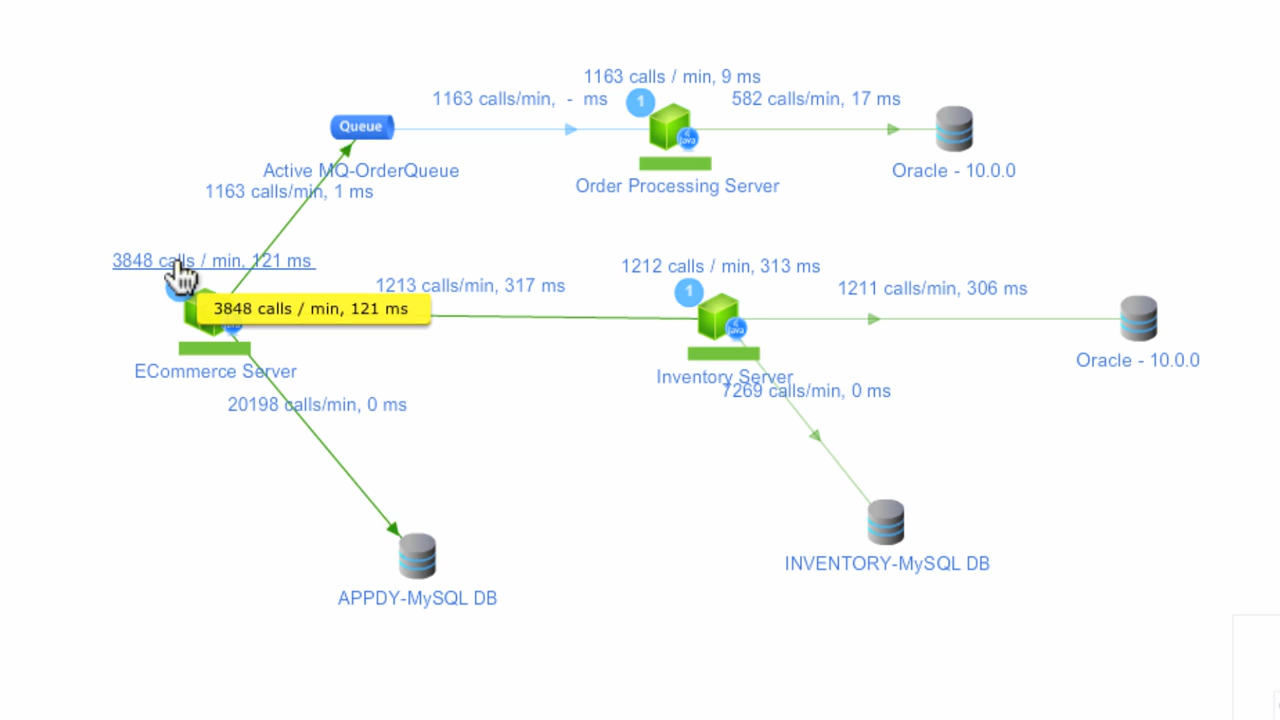 1163 calls / min, 9 ms
1163 calls/min, - ms
1
582 calls/min, 17 ms
Queue
Java
Active MQ-OrderQueue
Oracle - 10.0.0
1163 calls/min, 1 ms
Order Processing Server
3848 calls / min, 121 ms
1212 calls / min, 313 ms
1213 calls/min, 317 ms
1
1211 calls/min, 306 ms
3848 calls / min, 121 ms
Java
ECommerce Server
Inventory Server
Oracle - 10.0.0
7269 calls/min, 0 ms
20198 calls/min, 0 ms
INVENTORY-MySQL DB
APPDY-MySQL DB